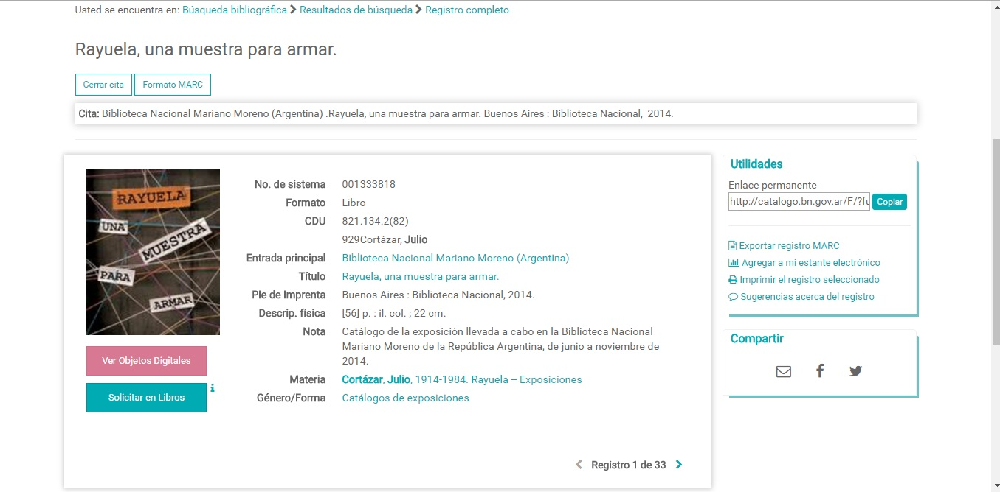 Usted se encuentra en: Búsqueda bibliográfica > Resultados de búsqueda > Registro completo
Rayuela, una muestra para armar.
Cerrar cita
Formato MARC
Cita: Biblioteca Nacional Mariano Moreno (Argentina) .Rayuela, una muestra para armar. Buenos Aires : Biblioteca Nacional,  2014.
RAYUELA
UNA
MUESTRA
PARA
ARMAR
Ver Objetos Digitales
Solicitar en Libros
No. de sistema 001333818
Formato Libro
CDU 821.134.2(82)
929Cortázar, Julio
Entrada principal Biblioteca Nacional Mariano Moreno (Argentina)
Título Rayuela, una muestra para armar.
Pie de imprenta Buenos Aires : Biblioteca Nacional, 2014.
Descrip. física [56] p. : il. col. ; 22 cm.
Nota Catálogo de la exposición llevada a cabo en la Biblioteca Nacional
Mariano Moreno de la República Argentina, de junio a noviembre de
2014.
Materia Cortázar, Julio, 1914-1984. Rayuela -- Exposiciones
Género/Forma Catálogos de exposiciones
Registro 1 de 33
Utilidades
Enlace permanente
http://catalogo.bn.gov.ar/F/?fu Copiar
Exportar registro MARC
Agregar a mi estante electrónico
Imprimir el registro seleccionado
Sugerencias acerca del registro
Compartir